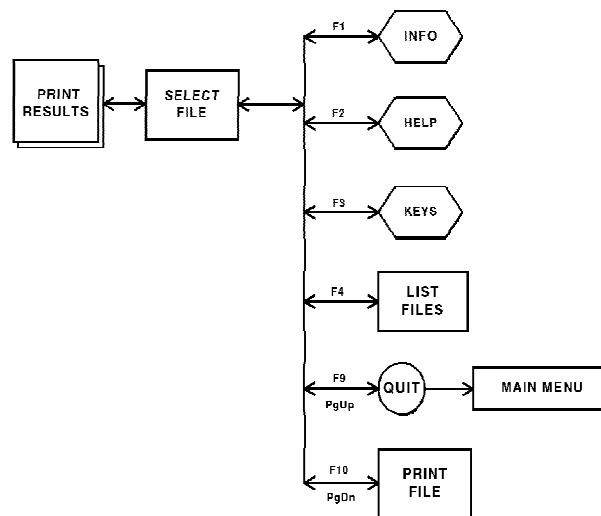 F1
INFO
PRINT
RESULTS
SELECT
FILE
F2
HELP
F3
KEYS
F4
LIST
FILES
F9
PgUp
QUIT
MAIN MENU
F10
PgDn
PRINT
FILE